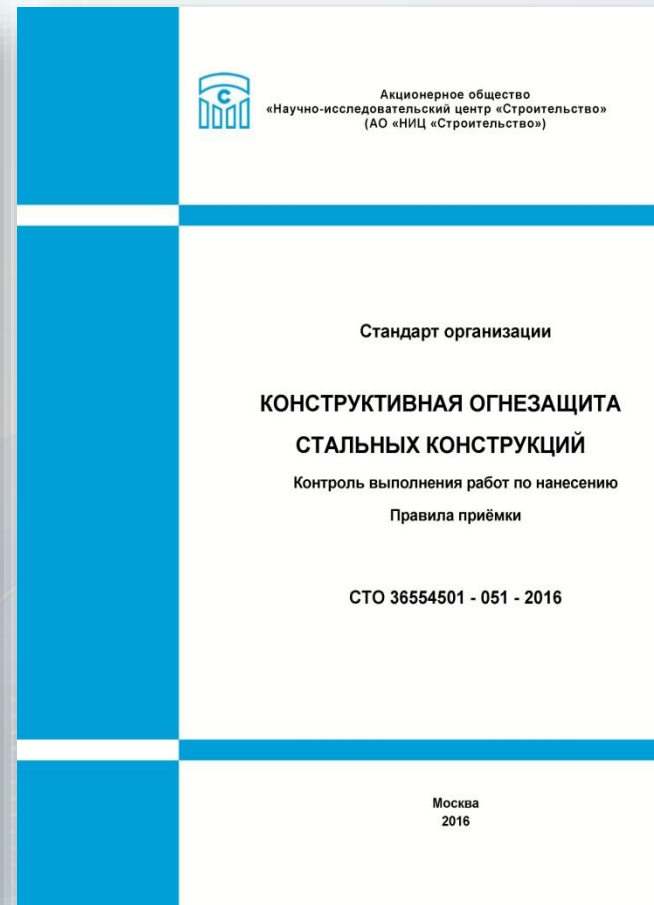 С
Акционерное общество
«Научно-исследовательский центр «Строительство»
(АО «НИЦ «Строительство»)
Стандарт организации
КОНСТРУКТИВНАЯ ОГНЕЗАЩИТА
СТАЛЬНЫХ КОНСТРУКЦИЙ
Контроль выполнения работ по нанесению
Правила приёмки
СТО 36554501 - 051 - 2016
Москва
2016